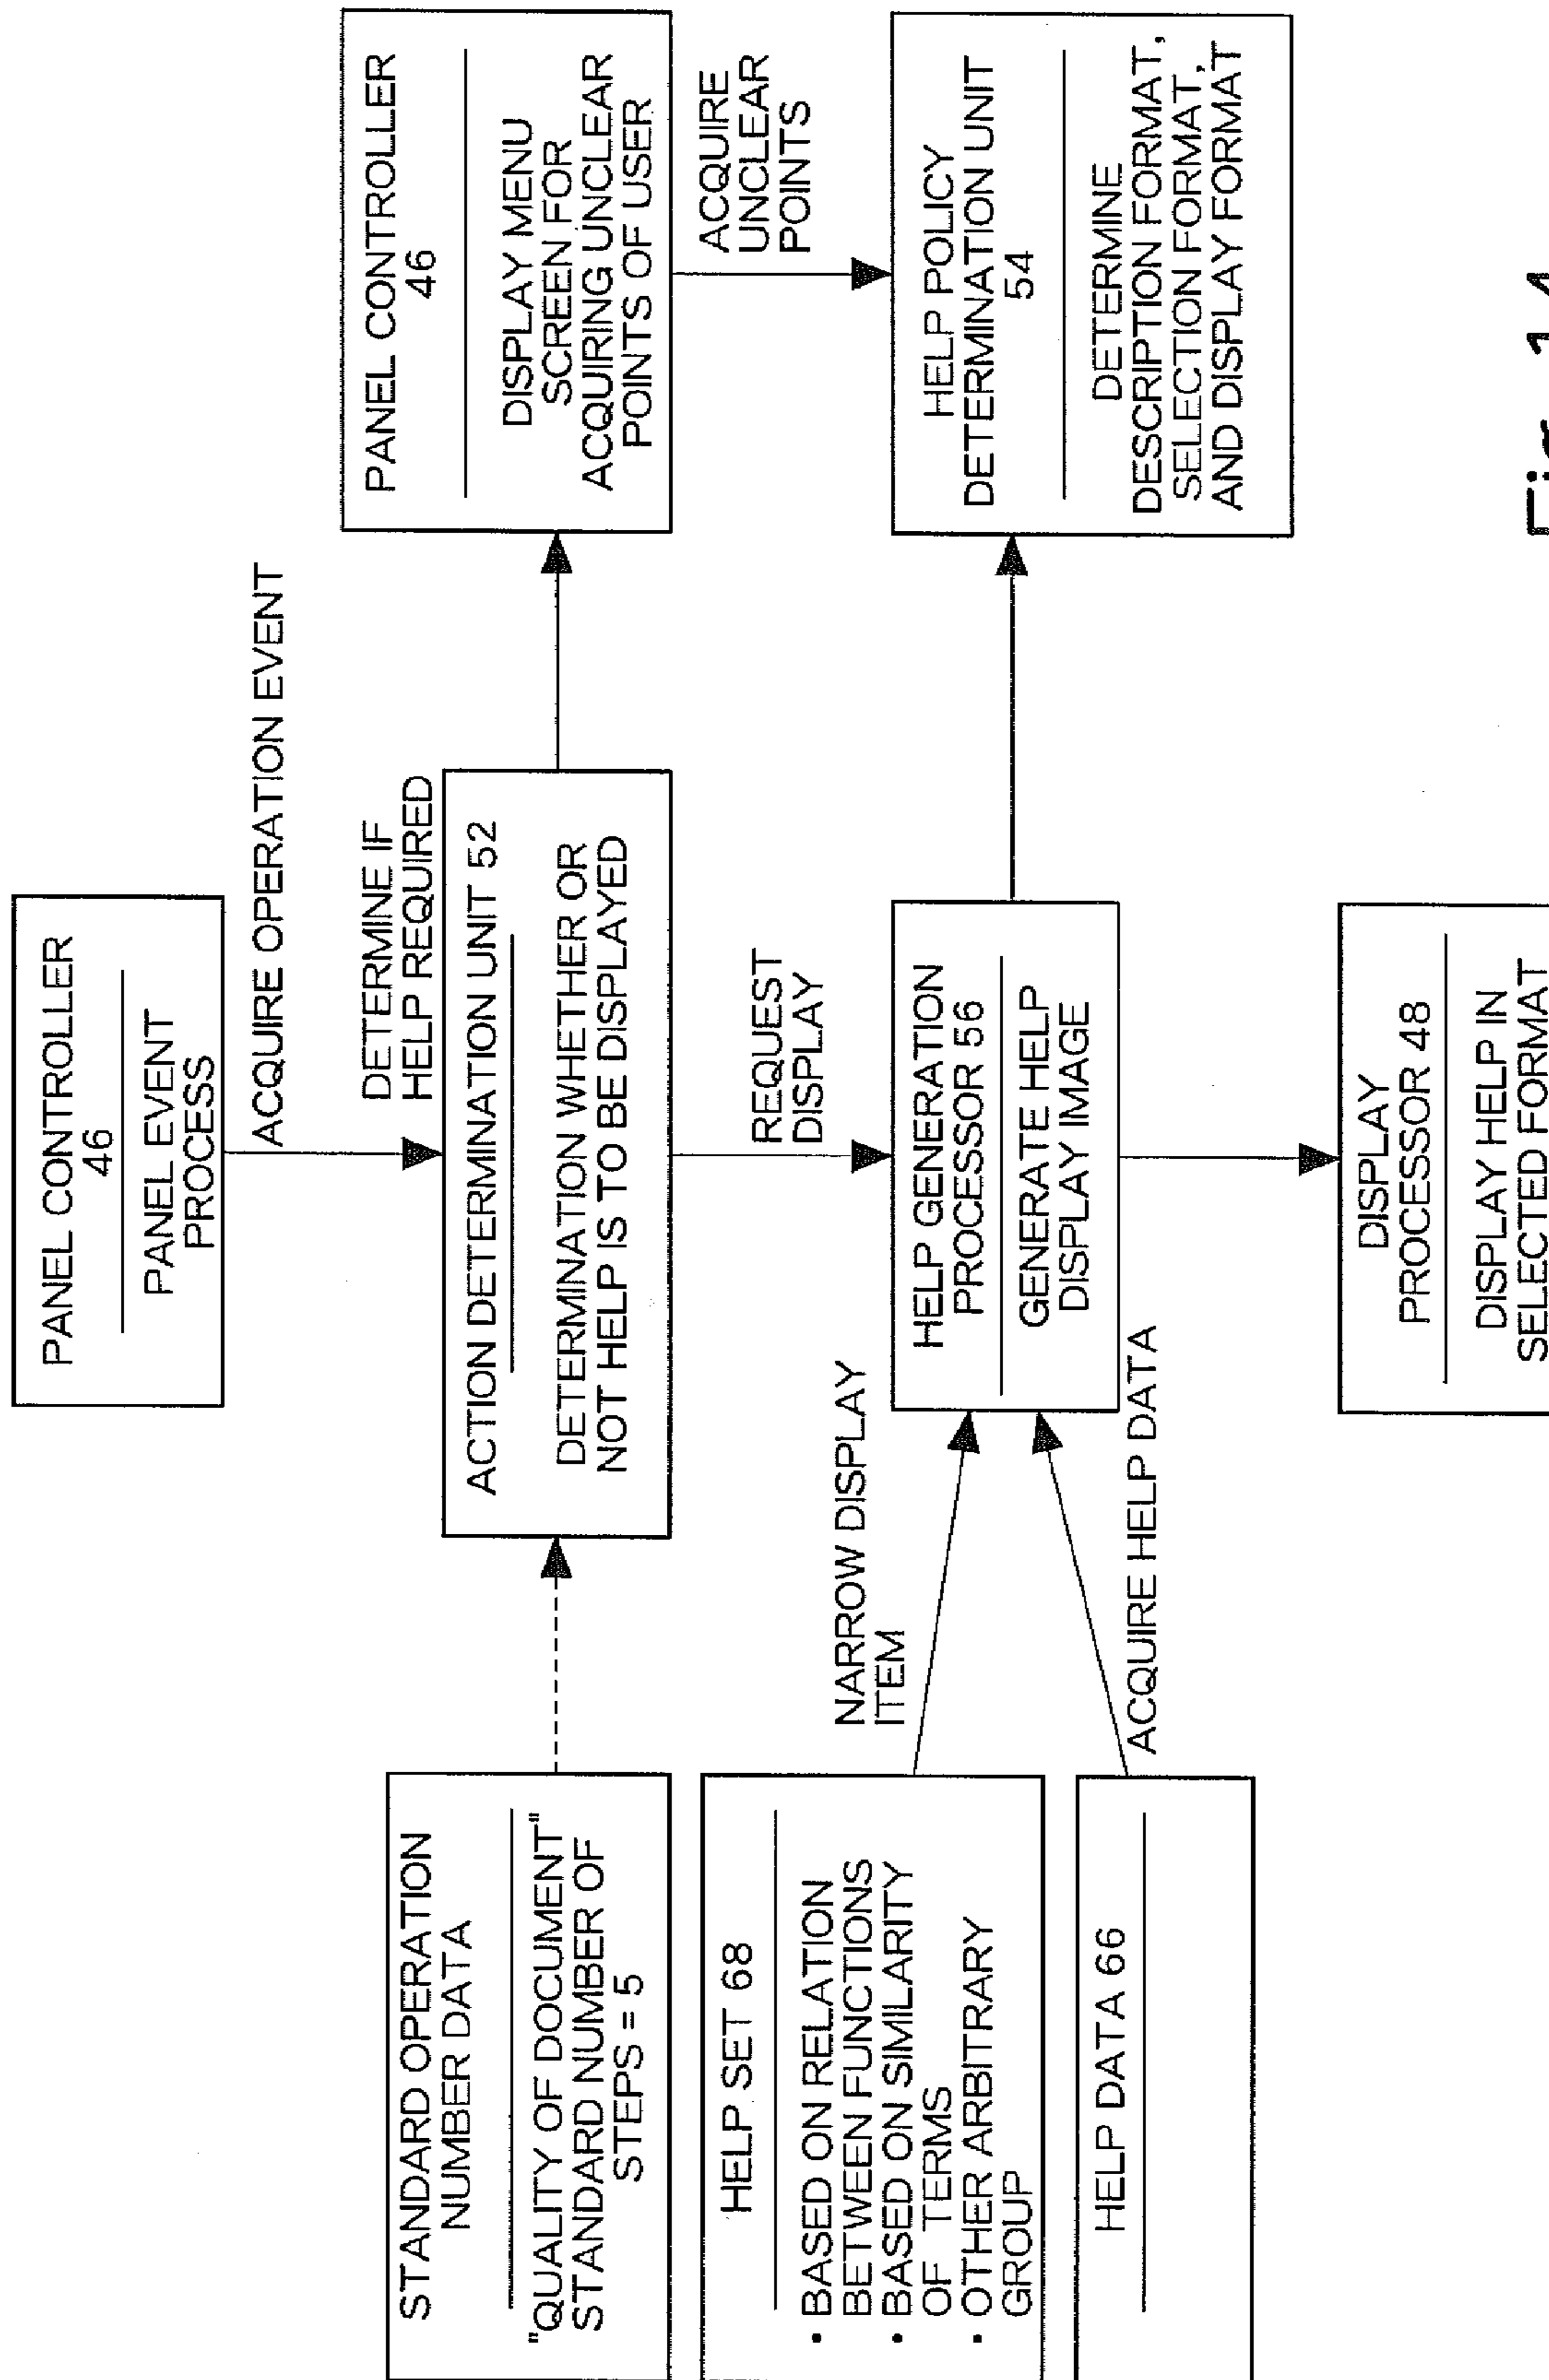 PANEL CONTROLLER
46
PANEL EVENT
PROCESS
ACQUIRE OPERATION EVENT
STANDARD OPERATION
NUMBER DATA
"QUALITY OF DOCUMENT"
STANDARD NUMBER OF
STEPS = 5
DETERMINE IF
HELP REQUIRED
ACTION DETERMINATION UNIT 52
DETERMINATION WHETHER OR
NOT HELP IS TO BE DISPLAYED
PANEL CONTROLLER
46
DISPLAY MENU
SCREEN FOR
ACQUIRING UNCLEAR
POINTS OF USER
HELP SET 68
• BASED ON RELATION
BETWEEN FUNCTIONS
• BASED ON SIMILARITY
OF TERMS
• OTHER ARBITRARY
GROUP
NARROW DISPLAY
ITEM
REQUEST
DISPLAY
ACQUIRE
UNCLEAR
POINTS
HELP GENERATION
PROCESSOR 56
GENERATE HELP
DISPLAY IMAGE
HELP POLICY
DETERMINATION UNIT
54
DETERMINE
DESCRIPTION FORMAT,
SELECTION FORMAT,
AND DISPLAY FORMAT
HELP DATA 66
ACQUIRE HELP DATA
DISPLAY
PROCESSOR 48
DISPLAY HELP IN
SELECTED FORMAT
Fig. 14